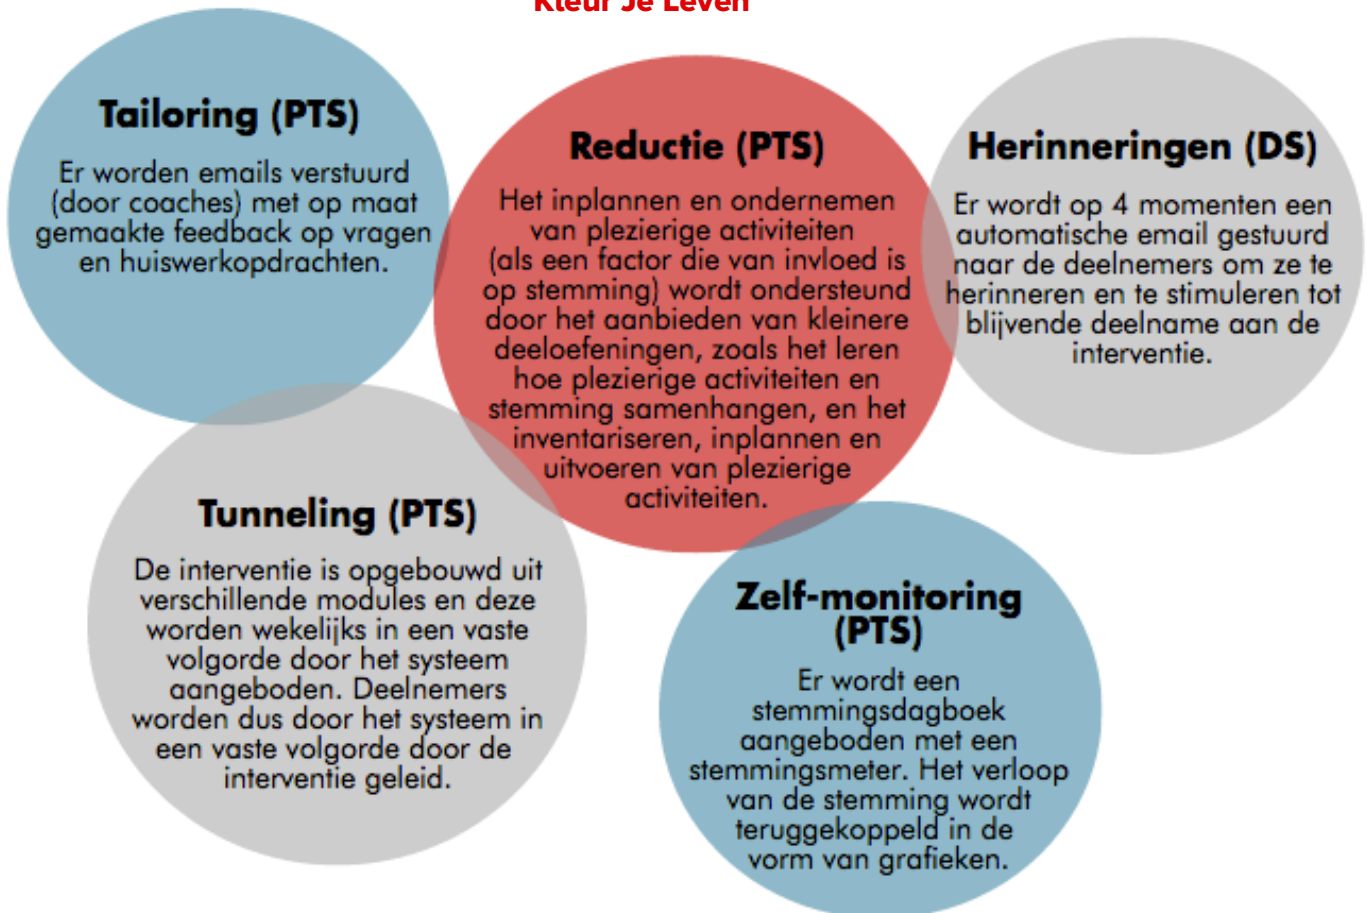 Kleur Je Leven
Tailoring (PTS)
Er worden emails verstuurd
(door coaches) met op maat
gemaakte feedback op vragen
en huiswerkopdrachten.
Reductie (PTS)
Het inplannen en ondernemen
van plezierige activiteiten
(als een factor die van invloed is
op stemming) wordt ondersteund
door het aanbieden van kleinere
deeloefeningen, zoals het leren
hoe plezierige activiteiten en
stemming samenhangen, en het
inventariseren, inplannen en
uitvoeren van plezierige
activiteiten.
Herinneringen (DS)
Er wordt op 4 momenten een
automatische email gestuurd
naar de deelnemers om ze te
herinneren en te stimuleren tot
blijvende deelname aan de
interventie.
Tunneling (PTS)
De interventie is opgebouwd uit
verschillende modules en deze
worden wekelijks in een vaste
volgorde door het systeem
aangeboden. Deelnemers
worden dus door het systeem in
een vaste volgorde door de
interventie geleid.
Zelf-monitoring
(PTS)
Er wordt een
stemmingsdagboek
aangeboden met een
stemmingsmeter. Het verloop
van de stemming wordt
teruggekoppeld in de
vorm van grafieken.